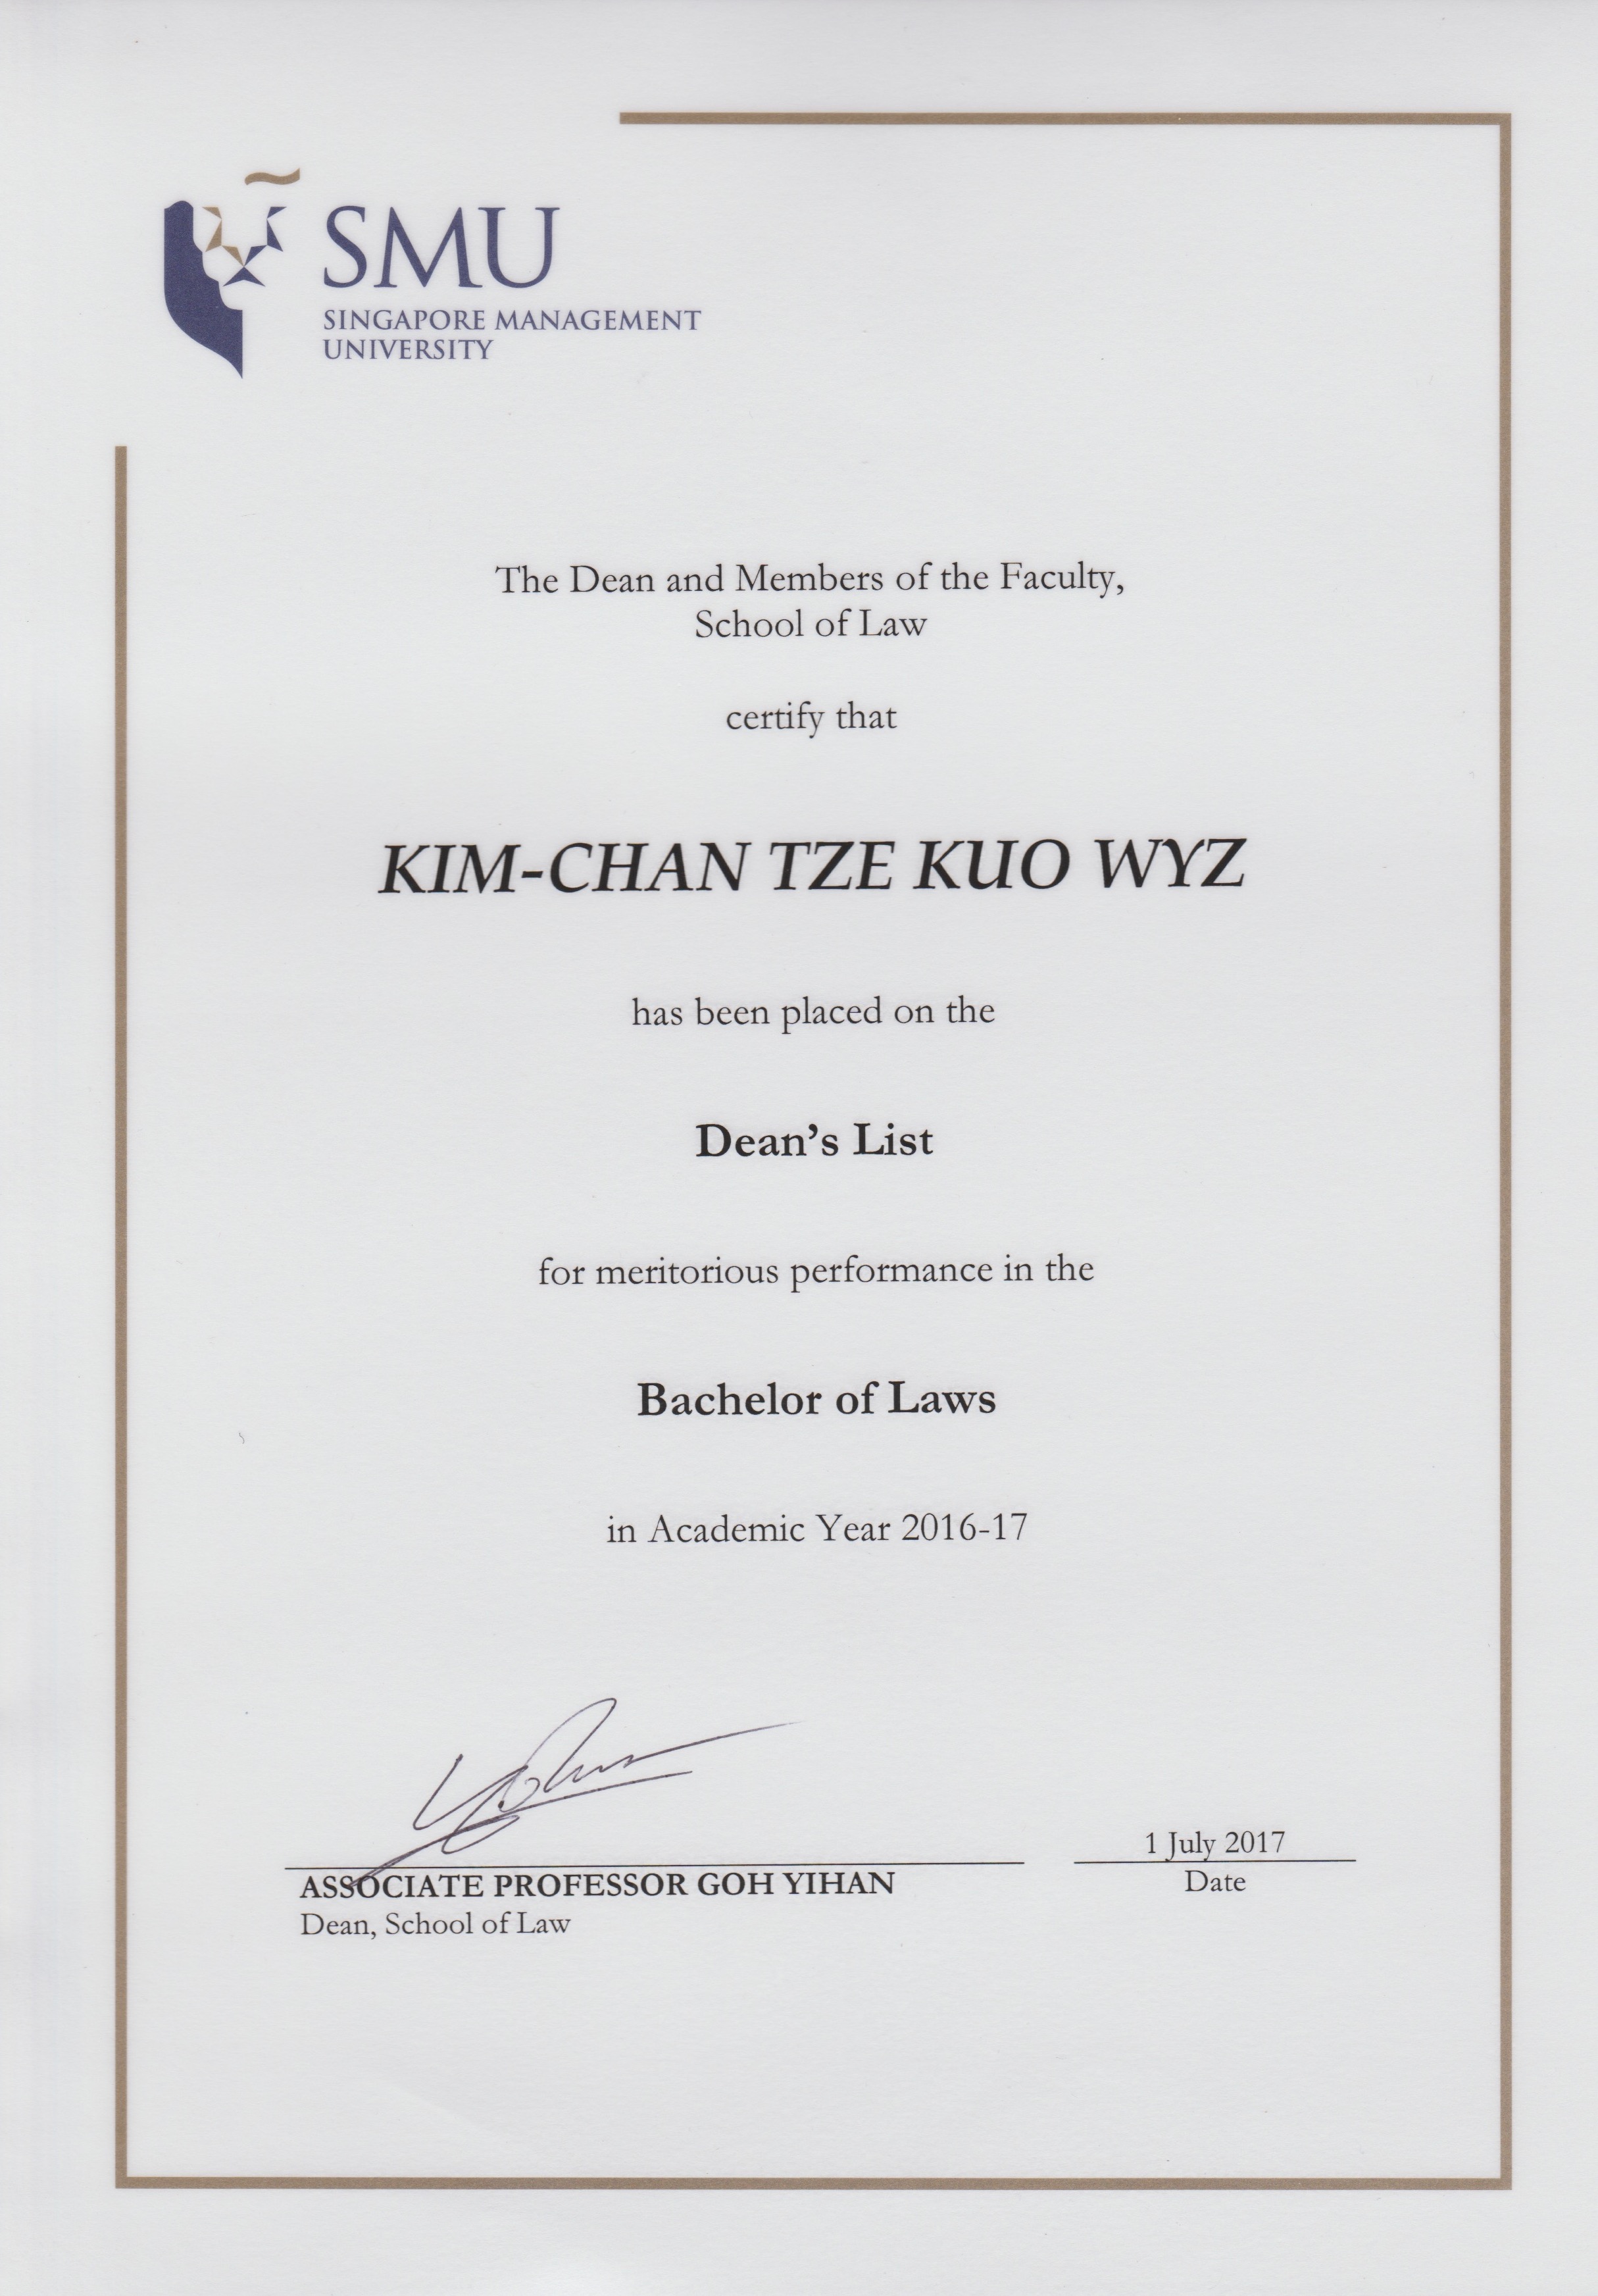 SMU
SINGAPORE MANAGEMENT
UNIVERSITY
The Dean and Members of the Faculty,
School of Law
certify that
KIM-CHAN TZE KUO WYZ
has been placed on the
Dean's List
for meritorious performance in the
Bachelor of Laws
in Academic Year 2016-17
1 July 2017
ASSOCIATE PROFESSOR GOH YIHAN
Date
Dean, School of Law